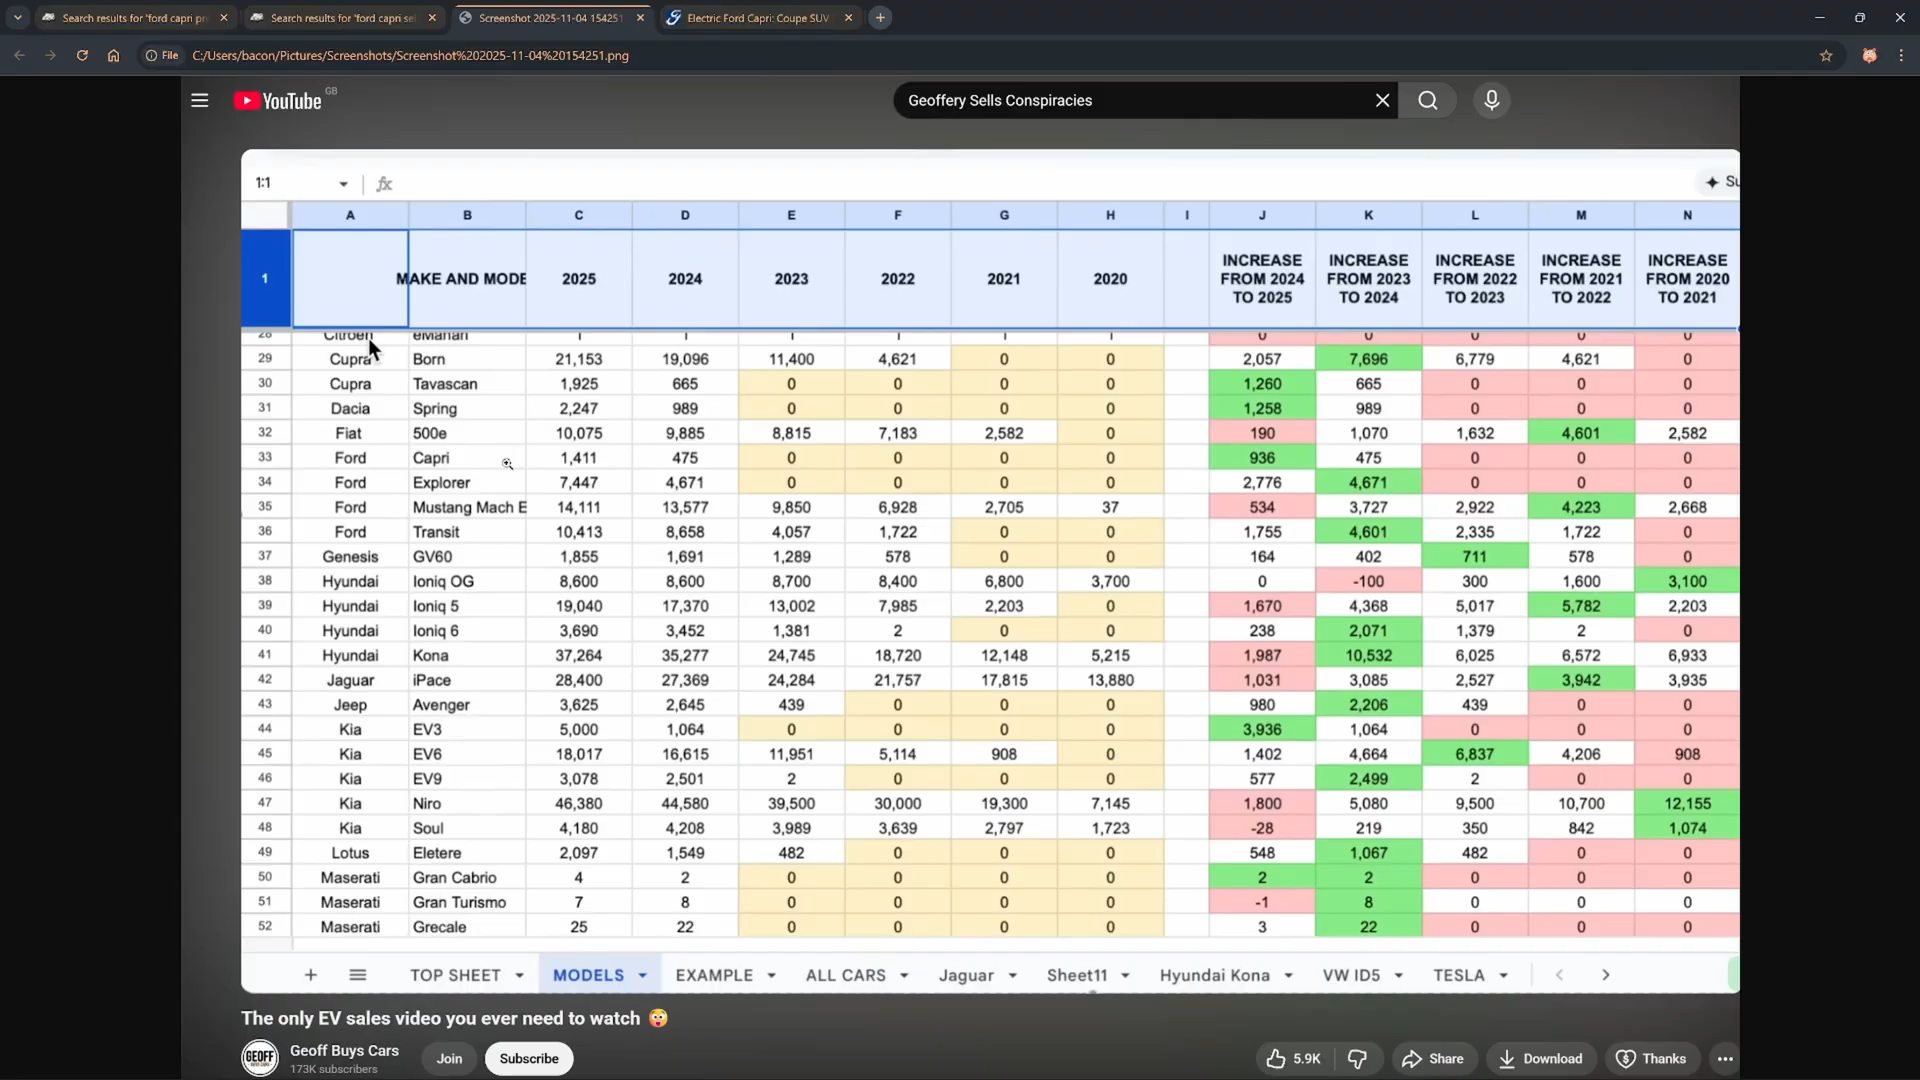 Search results for 'ford capri pr
Search results for 'ford capri se
Screenshot 2025-11-04 154251
Electric Ford Capri: Coupe SUV
File C:/Users/bacon/Pictures/Screenshots/Screenshot%202025-11-04%20154251.png
YouTube GB
Geoffery Sells Conspiracies
1:1 fx Su
A B C D E F G H I J K L M N
1 MAKE AND MODE 2025 2024 2023 2022 2021 2020 INCREASE FROM 2024 TO 2025 INCREASE FROM 2023 TO 2024 INCREASE FROM 2022 TO 2023 INCREASE FROM 2021 TO 2022 INCREASE FROM 2020 TO 2021
28 Citroen 0 0 0 0 0
29 Cupra Born 21,153 19,096 11,400 4,621 0 0 2,057 7,696 6,779 4,621 0
30 Cupra Tavascan 1,925 665 0 0 0 0 1,260 665 0 0 0
31 Dacia Spring 2,247 989 0 0 0 0 1,258 989 0 0 0
32 Fiat 500e 10,075 9,885 8,815 7,183 2,582 0 190 1,070 1,632 4,601 2,582
33 Ford Capri 1,411 475 0 0 0 0 936 475 0 0 0
34 Ford Explorer 7,447 4,671 0 0 0 0 2,776 4,671 0 0 0
35 Ford Mustang Mach E 14,111 13,577 9,850 6,928 2,705 37 534 3,727 2,922 4,223 2,668
36 Ford Transit 10,413 8,658 4,057 1,722 0 0 1,755 4,601 2,335 1,722 0
37 Genesis GV60 1,855 1,691 1,289 578 0 0 164 402 711 578 0
38 Hyundai Ioniq OG 8,600 8,600 8,700 8,400 6,800 3,700 0 -100 300 1,600 3,100
39 Hyundai Ioniq 5 19,040 17,370 13,002 7,985 2,203 0 1,670 4,368 5,017 5,782 2,203
40 Hyundai Ioniq 6 3,690 3,452 1,381 2 0 0 238 2,071 1,379 2 0
41 Hyundai Kona 37,264 35,277 24,745 18,720 12,148 5,215 1,987 10,532 6,025 6,572 6,933
42 Jaguar iPace 28,400 27,369 24,284 21,757 17,815 13,880 1,031 3,085 2,527 3,942 3,935
43 Jeep Avenger 3,625 2,645 439 0 0 0 980 2,206 439 0 0
44 Kia EV3 5,000 1,064 0 0 0 0 3,936 1,064 0 0 0
45 Kia EV6 18,017 16,615 11,951 5,114 908 0 1,402 4,664 6,837 4,206 908
46 Kia EV9 3,078 2,501 2 0 0 0 577 2,499 2 0 0
47 Kia Niro 46,380 44,580 39,500 30,000 19,300 7,145 1,800 5,080 9,500 10,700 12,155
48 Kia Soul 4,180 4,208 3,989 3,639 2,797 1,723 -28 219 350 842 1,074
49 Lotus Eletere 2,097 1,549 482 0 0 0 548 1,067 482 0 0
50 Maserati Gran Cabrio 4 2 0 0 0 0 2 2 0 0 0
51 Maserati Gran Turismo 7 8 0 0 0 0 -1 8 0 0 0
52 Maserati Grecale 25 22 0 0 0 0 3 22 0 0 0
TOP SHEET MODELS EXAMPLE ALL CARS Jaguar Sheet11 Hyundai Kona VW ID5 TESLA
The only EV sales video you ever need to watch 😳
GEOFF Geoff Buys Cars
173K subscribers
Join Subscribe 5.9K Share Download Thanks